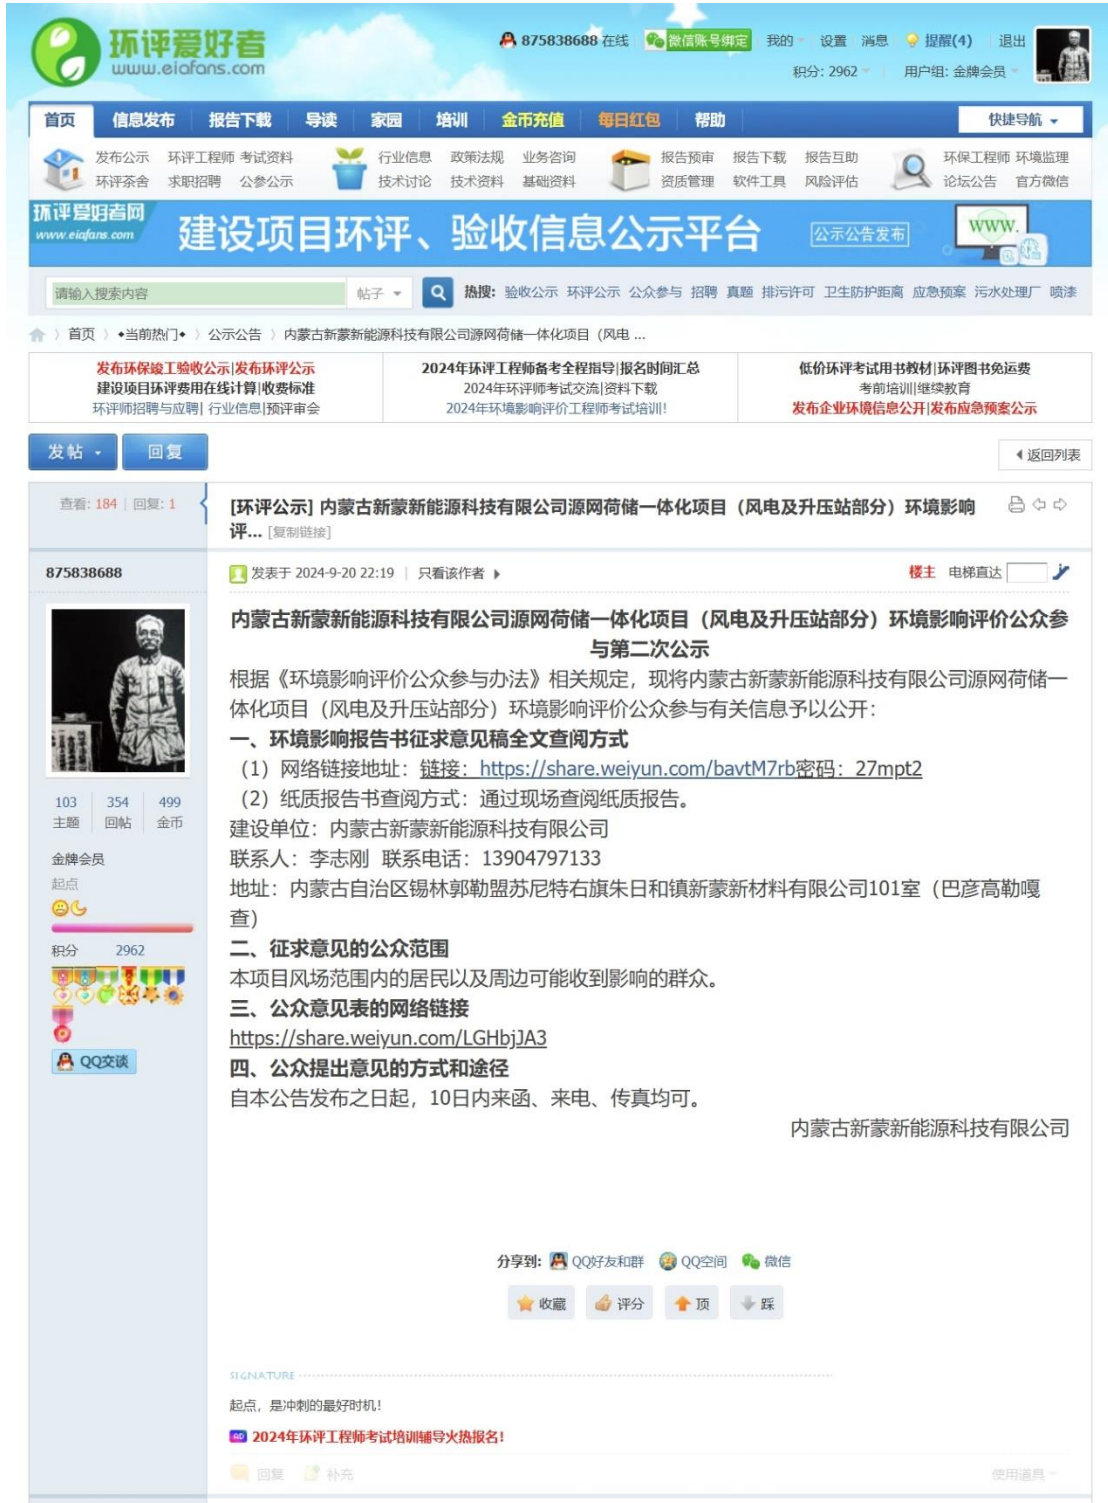 环评爱好者
www.eiafans.com
875838688 在线 微信账号绑定 我的 设置 消息 提醒(4) 退出
积分: 2962 用户组: 金牌会员
首页 信息发布 报告下载 导读 家园 培训 金币充值 每日红包 帮助 快捷导航
发布公示 环评工程师 考试资料 行业信息 政策法规 业务咨询 报告预审 报告下载 报告互助 环保工程师 环境监理
环评茶舍 求职招聘 公参公示 技术讨论 技术资料 基础资料 资质管理 软件工具 风险评估 论坛公告 官方微信
环评爱好者网
www.eiafans.com
建设项目环评、验收信息公示平台 公示公告发布 WWW.
请输入搜索内容 帖子 热搜: 验收公示 环评公示 公众参与 招聘 真题 排污许可 卫生防护距离 应急预案 污水处理厂 喷漆
首页 〉 ◆当前热门◆ 〉 公示公告 〉 内蒙古新蒙新能源科技有限公司源网荷储一体化项目（风电 ...
发布环保竣工验收公示|发布环评公示 2024年环评工程师备考全程指导|报名时间汇总 低价环评考试用书教材|环评图书免运费
建设项目环评费用在线计算|收费标准 2024年环评师考试交流|资料下载 考前培训|继续教育
环评师招聘与应聘| 行业信息|预评审会 2024年环境影响评价工程师考试培训! 发布企业环境信息公开|发布应急预案公示
发帖 回复 返回列表
查看: 184 | 回复: 1
[环评公示] 内蒙古新蒙新能源科技有限公司源网荷储一体化项目（风电及升压站部分）环境影响
评... [复制链接]
875838688
发表于 2024-9-20 22:19 | 只看该作者 楼主 电梯直达
内蒙古新蒙新能源科技有限公司源网荷储一体化项目（风电及升压站部分）环境影响评价公众参
与第二次公示
根据《环境影响评价公众参与办法》相关规定，现将内蒙古新蒙新能源科技有限公司源网荷储一
体化项目（风电及升压站部分）环境影响评价公众参与有关信息予以公开：
一、环境影响报告书征求意见稿全文查阅方式
（1）网络链接地址：链接：https://share.weiyun.com/bavtM7rb密码：27mpt2
（2）纸质报告书查阅方式：通过现场查阅纸质报告。
建设单位：内蒙古新蒙新能源科技有限公司
联系人：李志刚 联系电话：13904797133
地址：内蒙古自治区锡林郭勒盟苏尼特右旗朱日和镇新蒙新材料有限公司101室（巴彦高勒嘎
查）
二、征求意见的公众范围
本项目风场范围内的居民以及周边可能收到影响的群众。
三、公众意见表的网络链接
https://share.weiyun.com/LGHbjJA3
四、公众提出意见的方式和途径
自本公告发布之日起，10日内来函、来电、传真均可。
内蒙古新蒙新能源科技有限公司
103 354 499
主题 回帖 金币
金牌会员
起点
积分 2962
QQ交谈
分享到: QQ好友和群 QQ空间 微信
收藏 评分 顶 踩
SIGNATURE
起点，是冲刺的最好时机!
AD 2024年环评工程师考试培训辅导火热报名!
回复 补充 使用道具